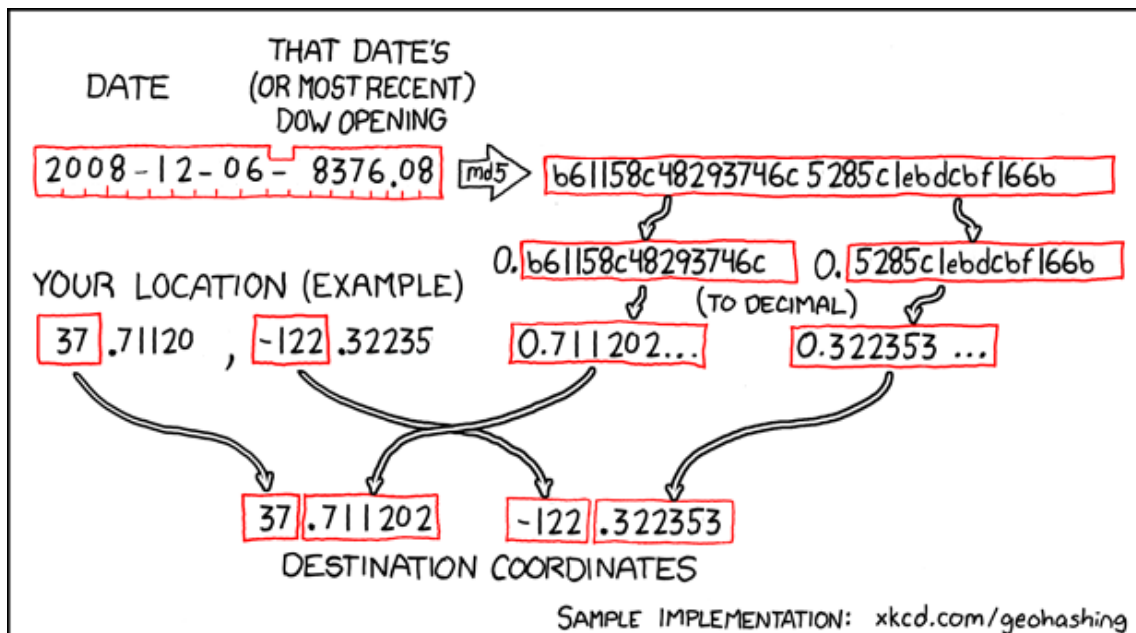 THAT DATE'S
DATE (OR MOST RECENT)
DOW OPENING
2008-12-06- 8376.08 md5 b61158c48293746c5285c1ebdcbf166b
0. b61158c48293746c 0. 5285c1ebdcbf166b
YOUR LOCATION (EXAMPLE) (TO DECIMAL)
37 .71120 , -122 .32235 0.711202... 0.322353 ...
37 .711202 -122 .322353
DESTINATION COORDINATES
SAMPLE IMPLEMENTATION: xkcd.com/geohashing